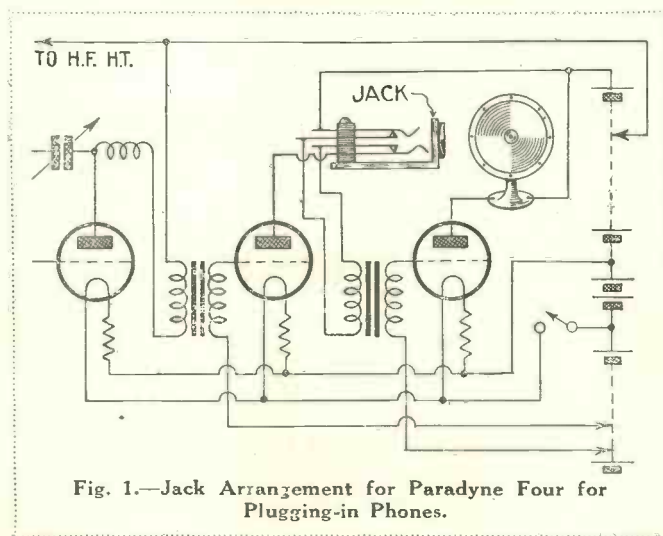 TO H.F. H.T.
JACK
Fig. 1.—Jack Arrangement for Paradyne Four for
Plugging-in Phones.